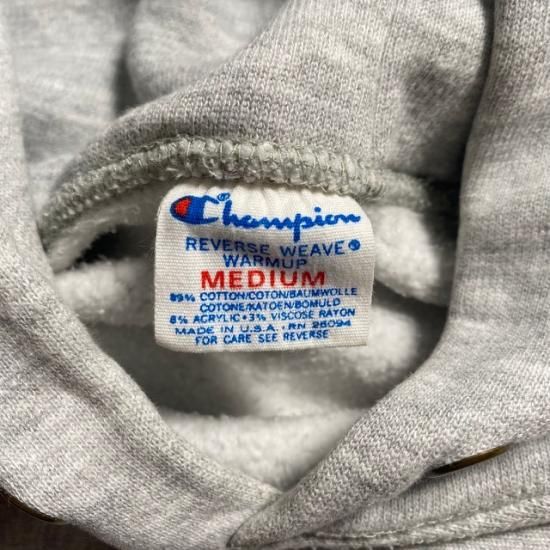 Champion
REVERSE WEAVE®
WARMUP
MEDIUM
89% COTTON/COTON/BAUMWOLLE
COTONE/KATOEN/BOMULD
8% ACRYLIC • 3% VISCOSE RAYON
MADE IN U.S.A. • RN 26094
FOR CARE SEE REVERSE